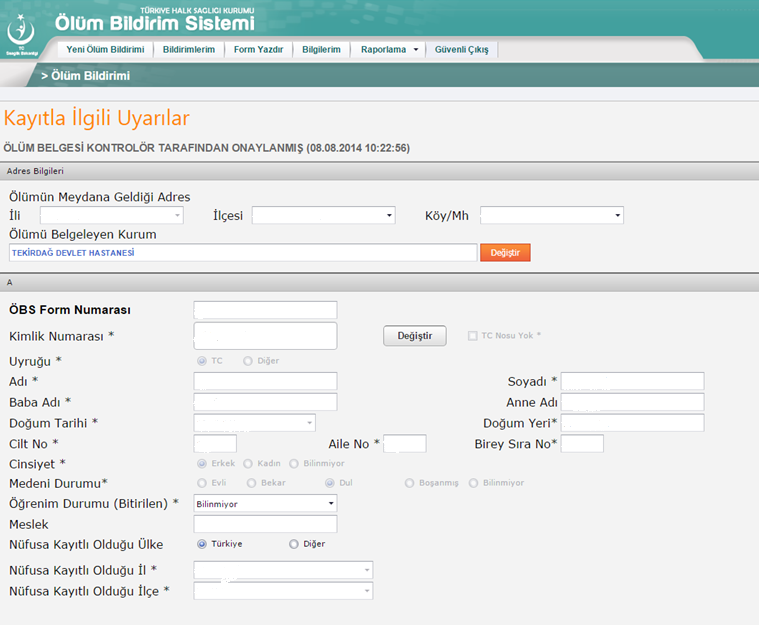 TÜRKİYE HALK SAĞLIĞI KURUMU
Ölüm Bildirim Sistemi
T.C.
Sağlık Bakanlığı
Yeni Ölüm Bildirimi Bildirimlerim Form Yazdır Bilgilerim Raporlama Güvenli Çıkış
> Ölüm Bildirimi
Kayıtla İlgili Uyarılar
ÖLÜM BELGESİ KONTROLÖR TARAFINDAN ONAYLANMIŞ (08.08.2014 10:22:56)
Adres Bilgileri
Ölümün Meydana Geldiği Adres
İli İlçesi Köy/Mh
Ölümü Belgeleyen Kurum
TEKİRDAĞ DEVLET HASTANESİ Değiştir
A
ÖBS Form Numarası
Kimlik Numarası * Değiştir TC Nosu Yok *
Uyruğu * TC Diğer
Adı * Soyadı *
Baba Adı * Anne Adı
Doğum Tarihi * Doğum Yeri*
Cilt No * Aile No * Birey Sıra No*
Cinsiyet * Erkek Kadın Bilinmiyor
Medeni Durumu* Evli Bekar Dul Boşanmış Bilinmiyor
Öğrenim Durumu (Bitirilen) * Bilinmiyor
Meslek
Nüfusa Kayıtlı Olduğu Ülke Türkiye Diğer
Nüfusa Kayıtlı Olduğu İl *
Nüfusa Kayıtlı Olduğu İlçe *